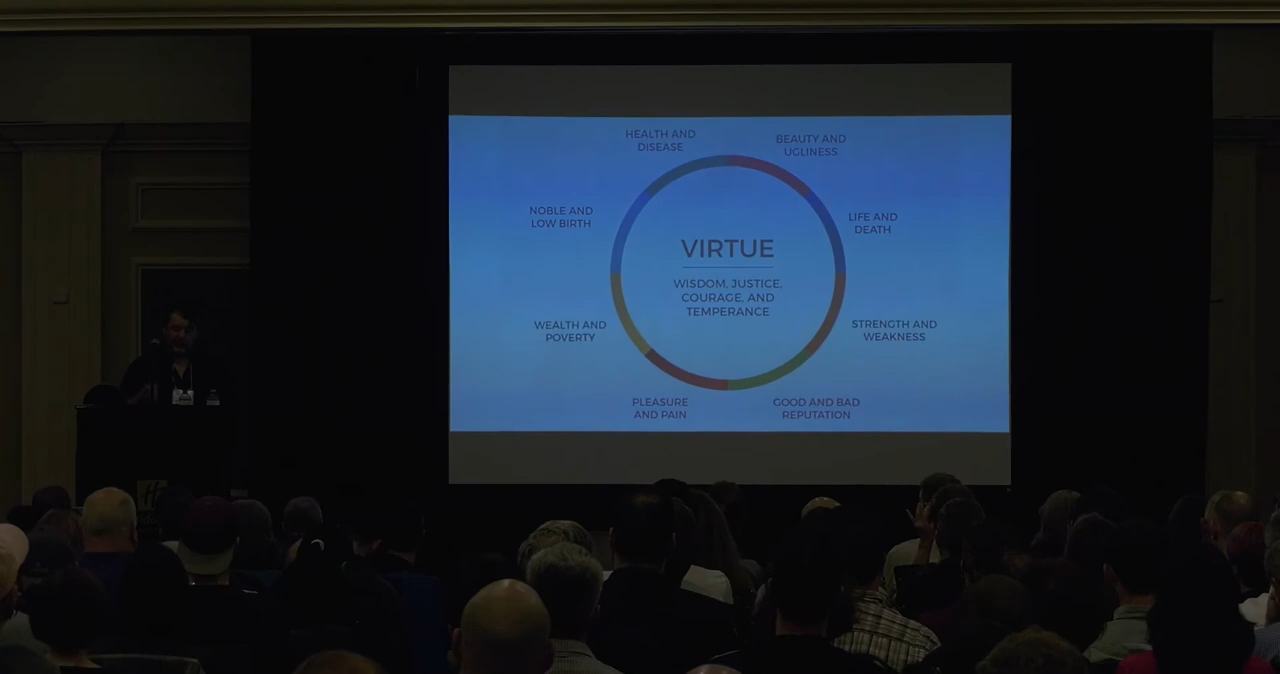 HEALTH AND
DISEASE
BEAUTY AND
UGLINESS
NOBLE AND
LOW BIRTH
LIFE AND
DEATH
VIRTUE
WISDOM, JUSTICE,
COURAGE, AND
TEMPERANCE
WEALTH AND
POVERTY
STRENGTH AND
WEAKNESS
PLEASURE
AND PAIN
GOOD AND BAD
REPUTATION
H